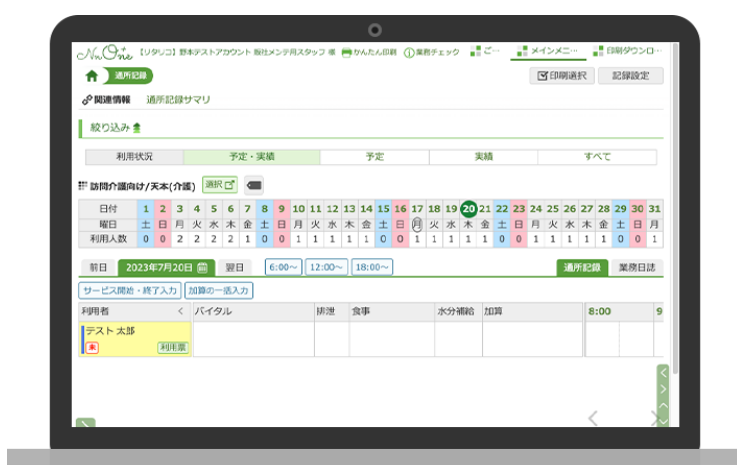 NnOne 【リタリコ】野本テストアカウント 販社メンテ用スタッフ 様 かんたん印刷 業務チェック ご… メインメニ… 印刷ダウンロ…
通所記録 印刷選択 記録設定
関連情報 通所記録サマリ
絞り込み
利用状況 予定・実績 予定 実績 すべて
訪問介護向け/天本(介護) 選択
日付 1 2 3 4 5 6 7 8 9 10 11 12 13 14 15 16 17 18 19 20 21 22 23 24 25 26 27 28 29 30 31
曜日 土 日 月 火 水 木 金 土 日 月 火 水 木 金 土 日 月 火 水 木 金 土 日 月 火 水 木 金 土 日 月
利用人数 0 0 2 2 2 2 1 0 0 1 1 1 1 1 0 0 1 1 1 1 1 0 0 1 1 1 1 1 0 0 1
前日 2023年7月20日 翌日 6:00～ 12:00～ 18:00～ 通所記録 業務日誌
サービス開始・終了入力 加算の一括入力
利用者 < バイタル 排泄 食事 水分補給 加算 8:00 9
テスト 太郎
未 利用票